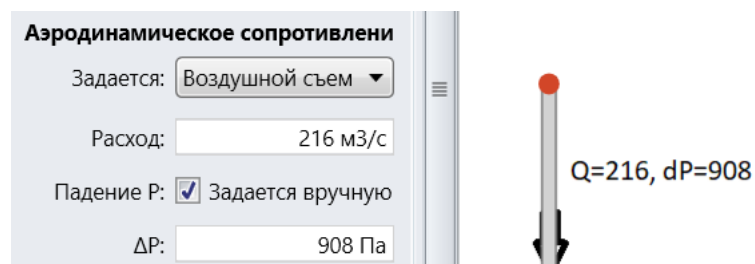 Аэродинамическое сопротивлени
Задается: Воздушной съем
Расход: 216 м3/с
Падение P: Задается вручную
ΔP: 908 Па
Q=216, dP=908